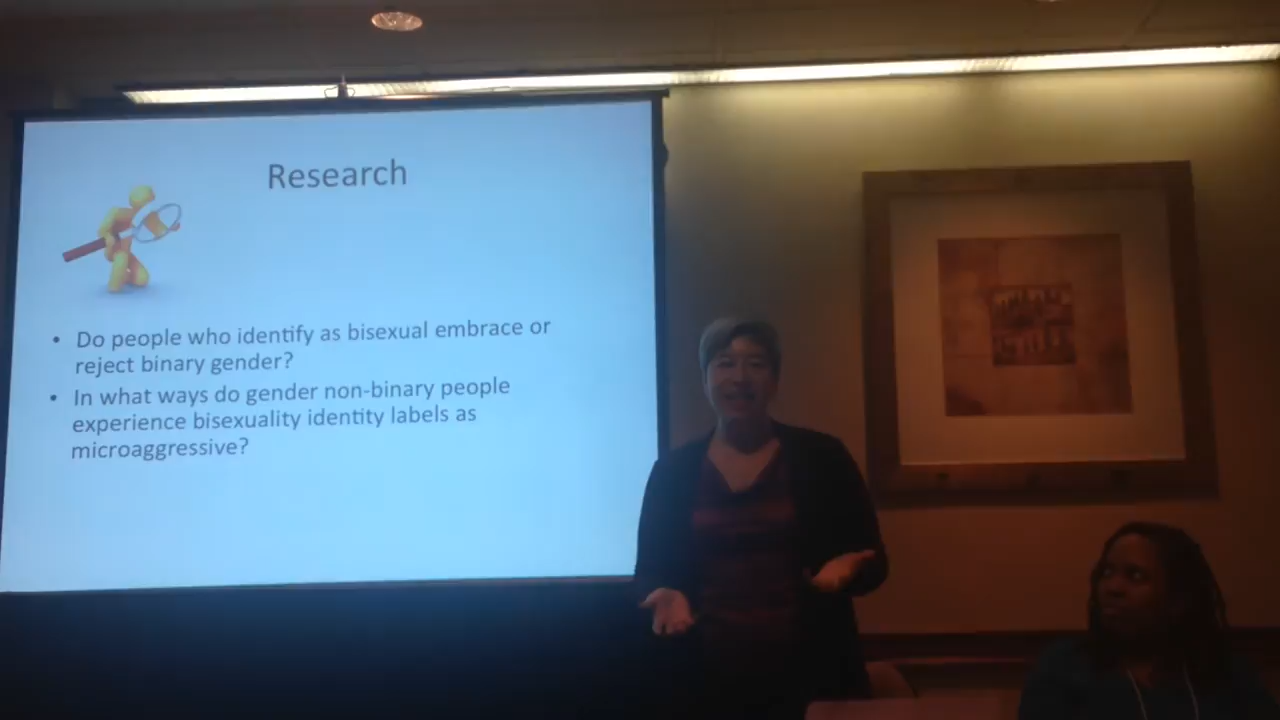 Research
• Do people who identify as bisexual embrace or
reject binary gender?
• In what ways do gender non-binary people
experience bisexuality identity labels as
microaggressive?